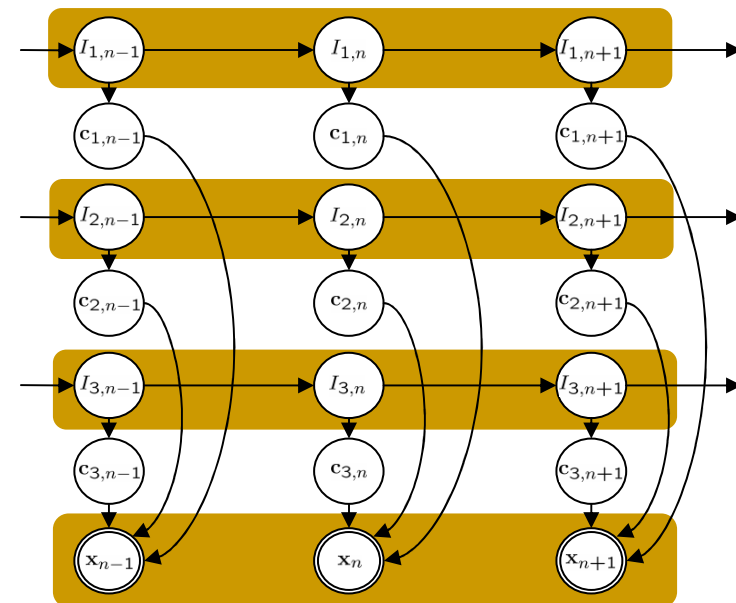 I₁,ₙ₋₁ I₁,ₙ I₁,ₙ₊₁
c₁,ₙ₋₁ c₁,ₙ c₁,ₙ₊₁
I₂,ₙ₋₁ I₂,ₙ I₂,ₙ₊₁
c₂,ₙ₋₁ c₂,ₙ c₂,ₙ₊₁
I₃,ₙ₋₁ I₃,ₙ I₃,ₙ₊₁
c₃,ₙ₋₁ c₃,ₙ c₃,ₙ₊₁
xₙ₋₁ xₙ xₙ₊₁